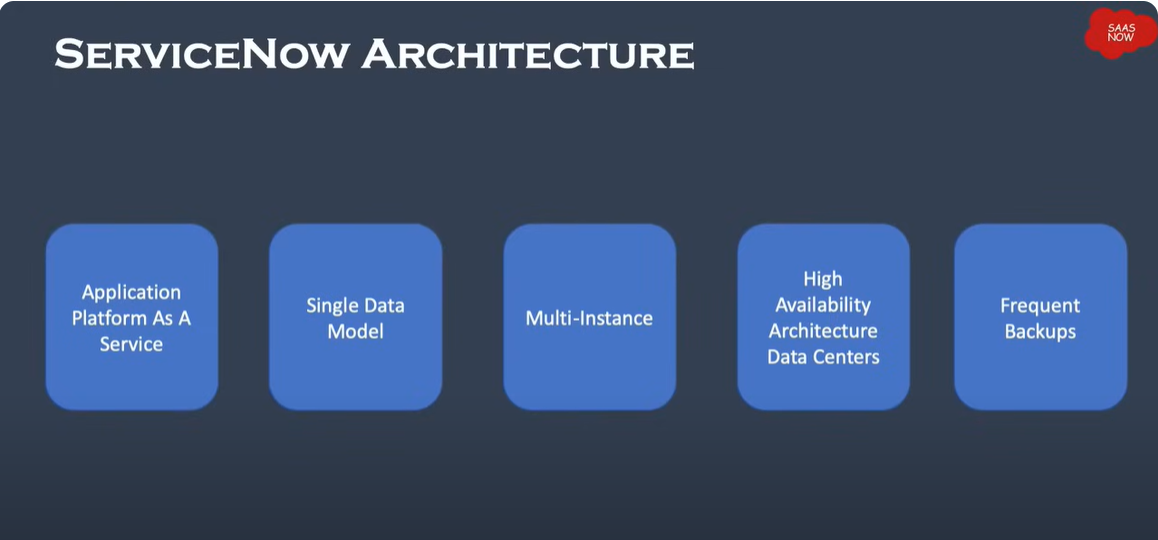 ServiceNow Architecture
SAAS
NOW
Application
Platform As A
Service
Single Data
Model
Multi-Instance
High
Availability
Architecture
Data Centers
Frequent
Backups